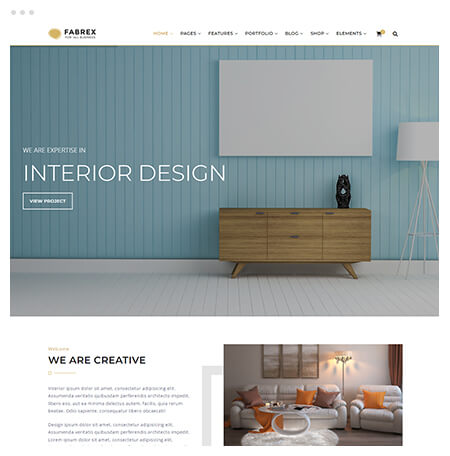 FABREX
FOR ALL BUSINESS
HOME PAGES FEATURES PORTFOLIO BLOG SHOP ELEMENTS
WE ARE EXPERTISE IN
INTERIOR DESIGN
VIEW PROJECT
Welcome
WE ARE CREATIVE
Interior ipsum dolor sit amet, consectetur adipisicing elit.
Assumenda veritatis quibusdam perferendis architecto impedit,
libero esse, aut ea minima delectus autem, facilis, quia rerum
beatae. Odio sapiente, consequatur libero obcaecati!
Design ipsum dolor sit amet, consectetur adipisicing elit.
Assumenda veritatis quibusdam perferendis architecto impedit,
Lorem ipsum dolor sit amet, consectetur adipisicing elit.